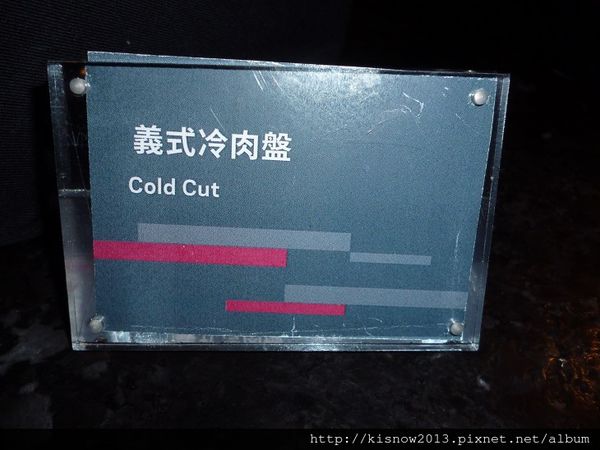 義式冷肉盤
Cold Cut
http://kisnow2013.pixnet.net/album